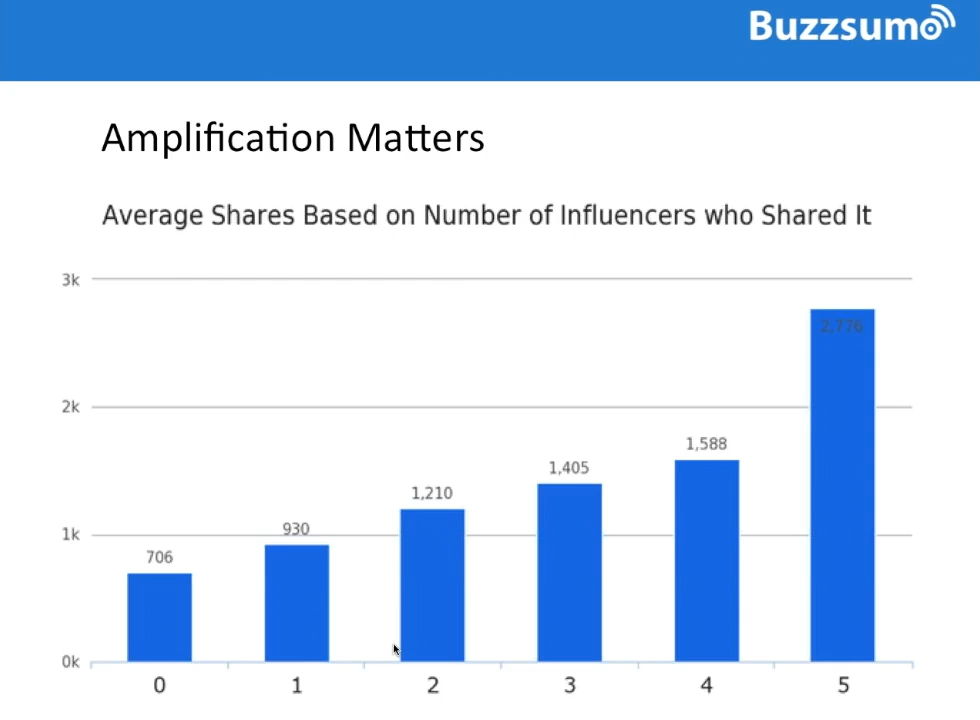 Buzzsumo
Amplification Matters
Average Shares Based on Number of Influencers who Shared It
3k
2,776
2k
1,588
1,405
1,210
1k
930
706
0k
0 1 2 3 4 5